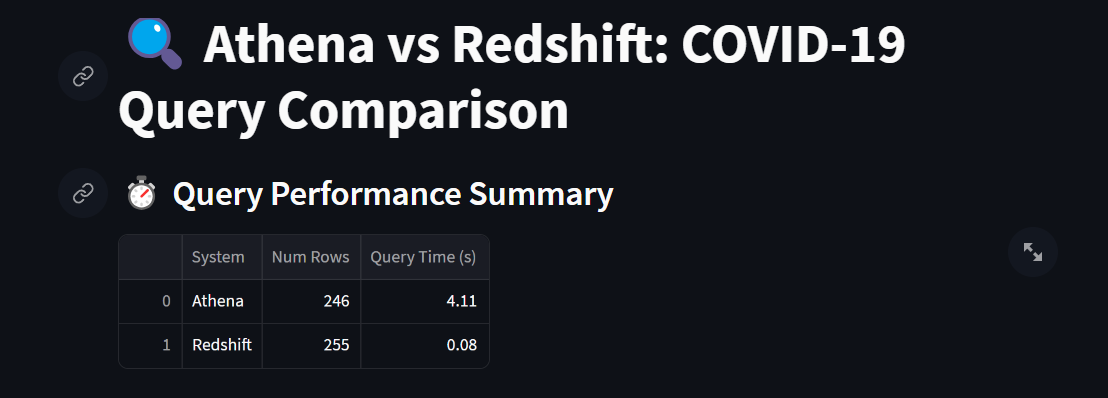 🔍 Athena vs Redshift: COVID-19
Query Comparison
⏱️ Query Performance Summary
System Num Rows Query Time (s)
0 Athena 246 4.11
1 Redshift 255 0.08